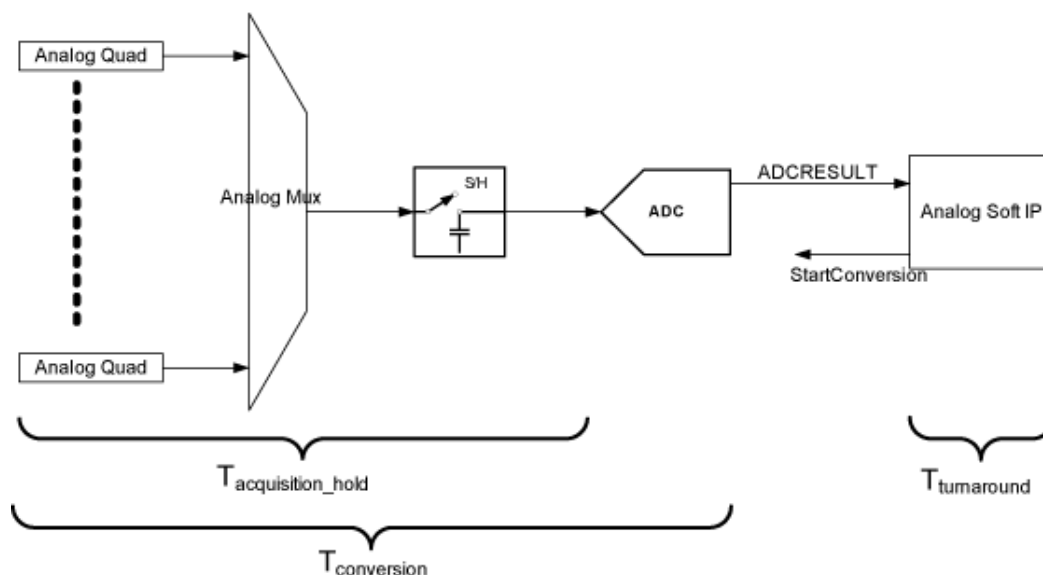 Analog Quad
Analog Mux
S/H
ADC
ADCRESULT
Analog Soft IP
StartConversion
Analog Quad
Tacquisition_hold
Tturnaround
Tconversion